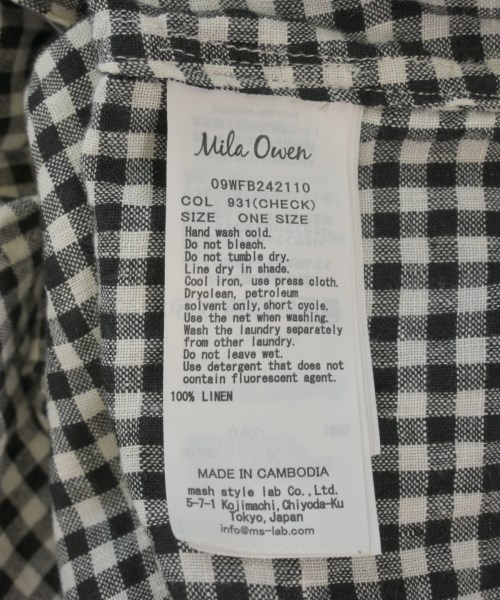 Mila Owen
09WFB242110
COL 931(CHECK)
SIZE ONE SIZE
Hand wash cold.
Do not bleach.
Do not tumble dry.
Line dry in shade.
Cool iron, use press cloth.
Dryclean, petroleum
solvent only,short cycle.
Use the net when washing.
Wash the laundry separately
from other laundry.
Do not leave wet.
Use detergent that does not
contain fluorescent agent.
100% LINEN
MADE IN CAMBODIA
mash style lab Co.,Ltd.
5-7-1 Kojimachi,Chiyoda-Ku
Tokyo,Japan
info@ms-lab.com